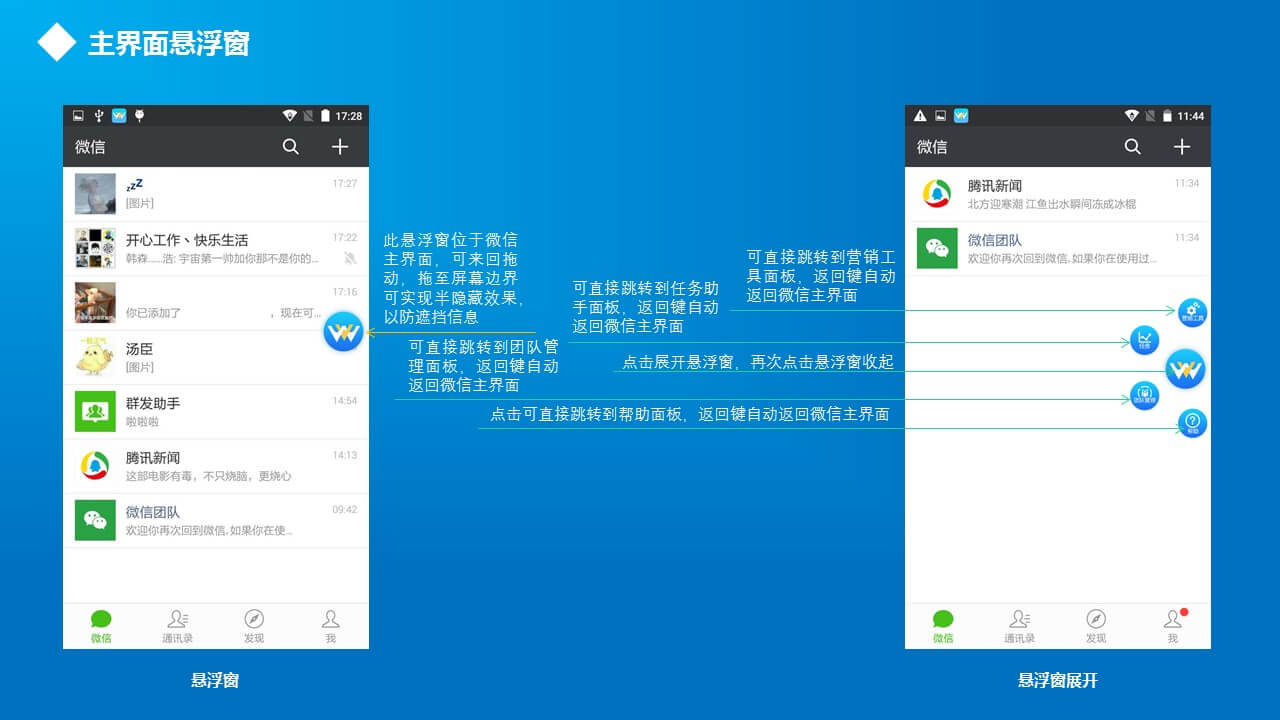 主界面悬浮窗
17:28
微信
zZZ
17:27
[图片]
开心工作丶快乐生活
17:22
韩森.....浩: 宇宙第一帅加你那不是你的...
17:16
你已添加了 ，现在可...
汤臣
[图片]
群发助手
14:54
啦啦啦
腾讯新闻
14:13
这部电影有毒，不只烧脑，更烧心
微信团队
09:42
欢迎你再次回到微信.如果你在使...
微信
通讯录
发现
我
悬浮窗
此悬浮窗位于微信
主界面，可来回拖
动，拖至屏幕边界
可实现半隐藏效果，
以防遮挡信息
可直接跳转到团队管
理面板，返回键自动
返回微信主界面
可直接跳转到任务助
手面板，返回键自动
返回微信主界面
可直接跳转到营销工
具面板，返回键自动
返回微信主界面
点击展开悬浮窗，再次点击悬浮窗收起
点击可直接跳转到帮助面板，返回键自动返回微信主界面
11:44
微信
腾讯新闻
11:34
北方迎寒潮 江鱼出水瞬间冻成冰棍
微信团队
11:34
欢迎你再次回到微信.如果你在使用过...
营销工具
团队管理
帮助
微信
通讯录
发现
我
悬浮窗展开